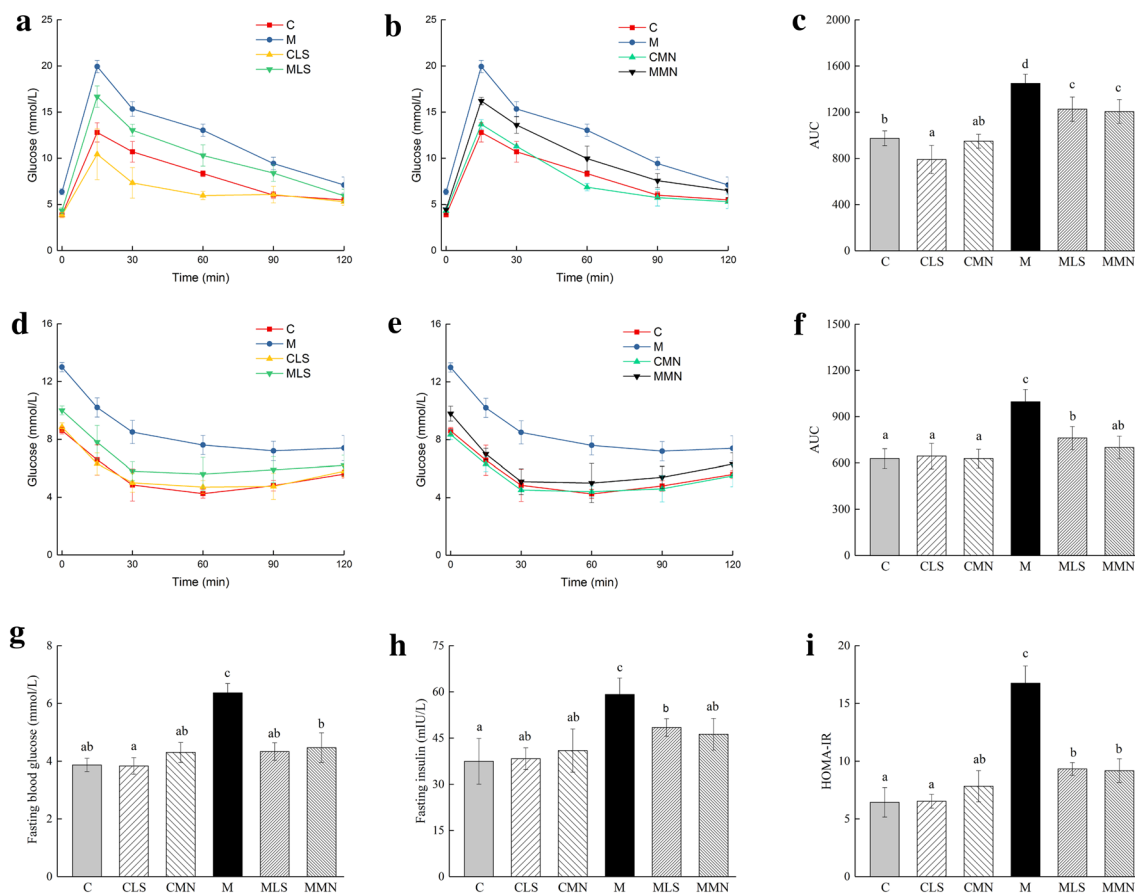 a
25
20
15
10
5
0
Glucose (mmol/L)
C
M
CLS
MLS
0 30 60 90 120
Time (min)
b
25
20
15
10
5
0
Glucose (mmol/L)
C
M
CMN
MMN
0 30 60 90 120
Time (min)
c
1600
1200
800
400
0
AUC
b a ab d c c
C CLS CMN M MLS MMN
d
16
12
8
4
0
Glucose (mmol/L)
C
M
CLS
MLS
0 30 60 90 120
Time (min)
e
16
12
8
4
0
Glucose (mmol/L)
C
M
CMN
MMN
0 30 60 90 120
Time (min)
f
1500
1200
900
600
300
0
AUC
a a a c b ab
C CLS CMN M MLS MMN
g
8
6
4
2
0
Fasting blood glucose (mmol/L)
ab a ab c ab b
C CLS CMN M MLS MMN
h
75
60
45
30
15
0
Fasting insulin (mIU/L)
a ab ab c b ab
C CLS CMN M MLS MMN
i
20
15
10
5
0
HOMA-IR
a a ab c b b
C CLS CMN M MLS MMN